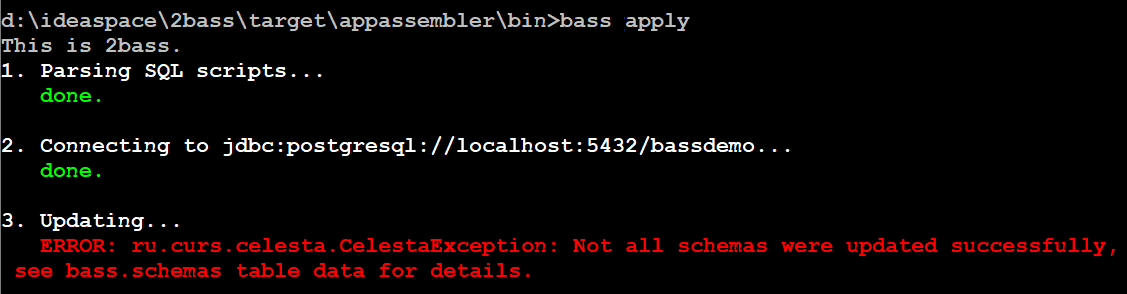 d:\ideaspace\2bass\target\appassembler\bin>bass apply
This is 2bass.
1. Parsing SQL scripts...
done.
2. Connecting to jdbc:postgresql://localhost:5432/bassdemo...
done.
3. Updating...
ERROR: ru.curs.celesta.CelestaException: Not all schemas were updated successfully,
see bass.schemas table data for details.